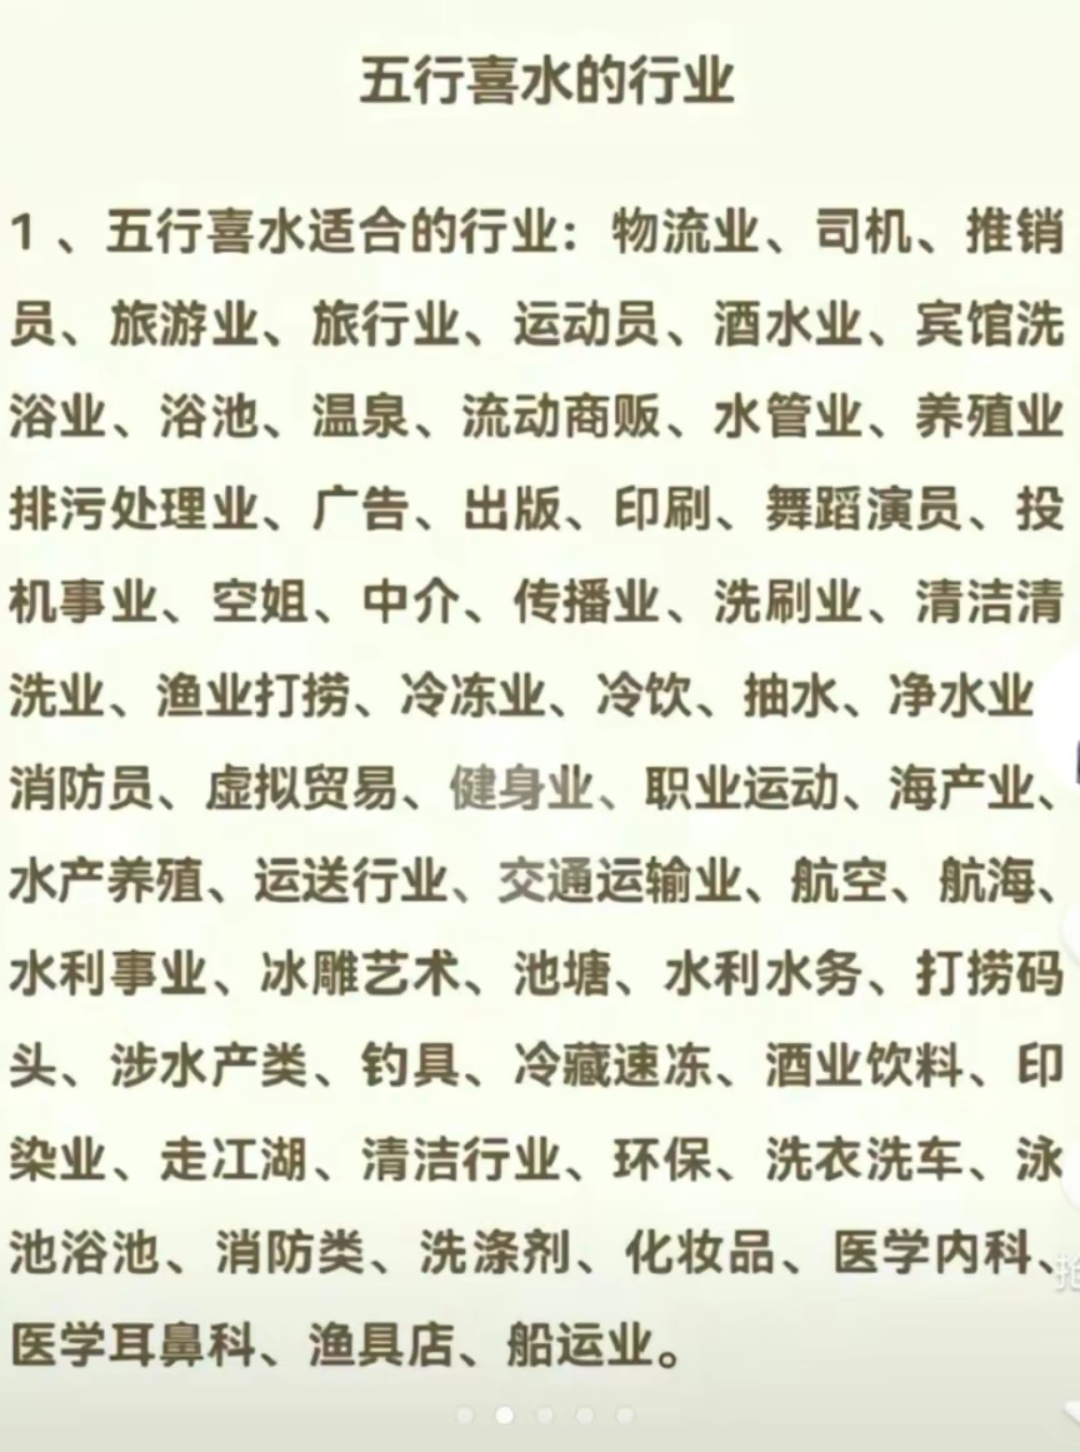 五行喜水的行业
1、五行喜水适合的行业：物流业、司机、推销
员、旅游业、旅行业、运动员、酒水业、宾馆洗
浴业、浴池、温泉、流动商贩、水管业、养殖业
排污处理业、广告、出版、印刷、舞蹈演员、投
机事业、空姐、中介、传播业、洗刷业、清洁清
洗业、渔业打捞、冷冻业、冷饮、抽水、净水业
消防员、虚拟贸易、健身业、职业运动、海产业、
水产养殖、运送行业、交通运输业、航空、航海、
水利事业、冰雕艺术、池塘、水利水务、打捞码
头、涉水产类、钓具、冷藏速冻、酒业饮料、印
染业、走江湖、清洁行业、环保、洗衣洗车、泳
池浴池、消防类、洗涤剂、化妆品、医学内科、
医学耳鼻科、渔具店、船运业。